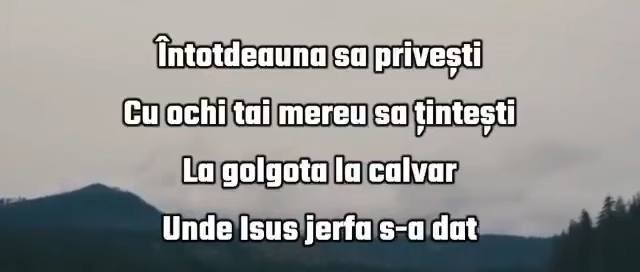 Întotdeauna sa privești
Cu ochi tai mereu sa țintești
La golgota la calvar
Unde Isus jerfa s-a dat